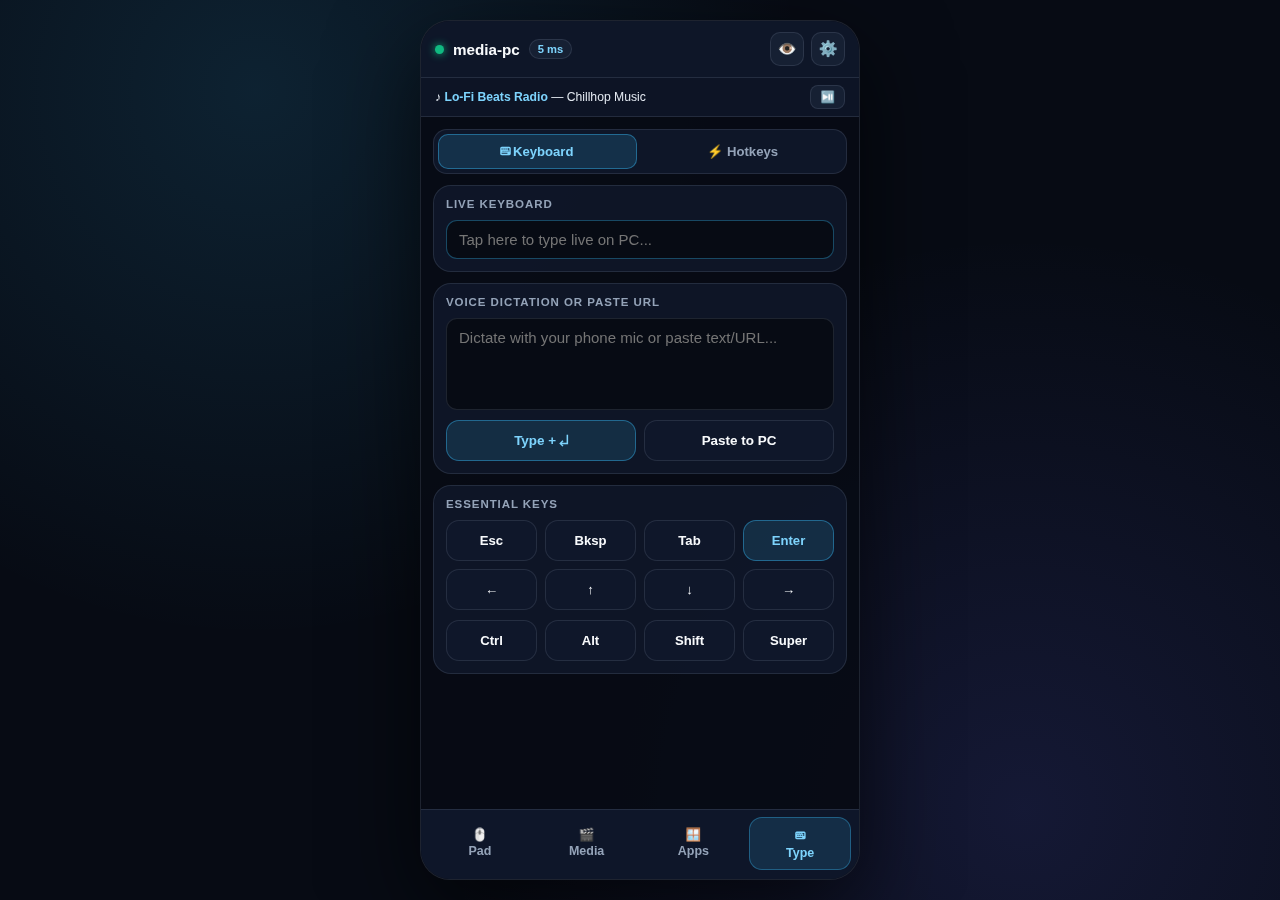 media-pc 5 ms
♪ Lo-Fi Beats Radio — Chillhop Music
Keyboard
⚡ Hotkeys
LIVE KEYBOARD
Tap here to type live on PC...
VOICE DICTATION OR PASTE URL
Dictate with your phone mic or paste text/URL...
Type + ↲
Paste to PC
ESSENTIAL KEYS
Esc Bksp Tab Enter
← ↑ ↓ →
Ctrl Alt Shift Super
Pad Media Apps Type